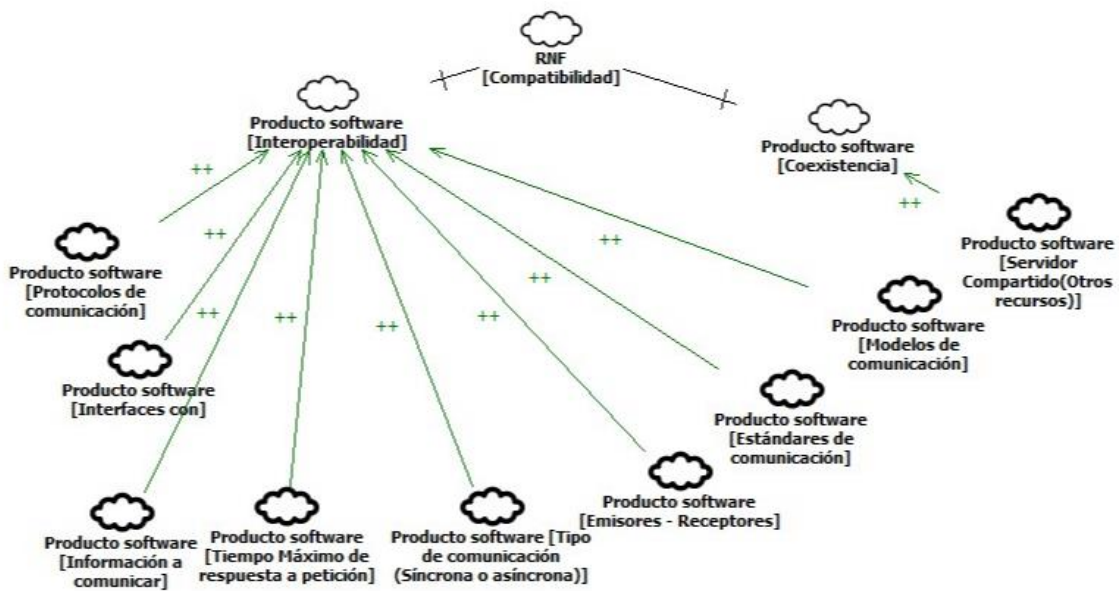 RNF
[Compatibilidad]
Producto software
[Interoperabilidad]
Producto software
[Coexistencia]
++
++
Producto software
[Protocolos de
comunicación]
++
Producto software
[Servidor
Compartido(Otros
recursos)]
++
++
Producto software
[Modelos de
comunicación]
++
++
++
++
Producto software
[Interfaces con]
Producto software
[Estándares de
comunicación]
Producto software
[Emisores - Receptores]
Producto software
[Información a
comunicar]
Producto software
[Tiempo Máximo de
respuesta a petición]
Producto software [Tipo
de comunicación
(Síncrona o asíncrona)]